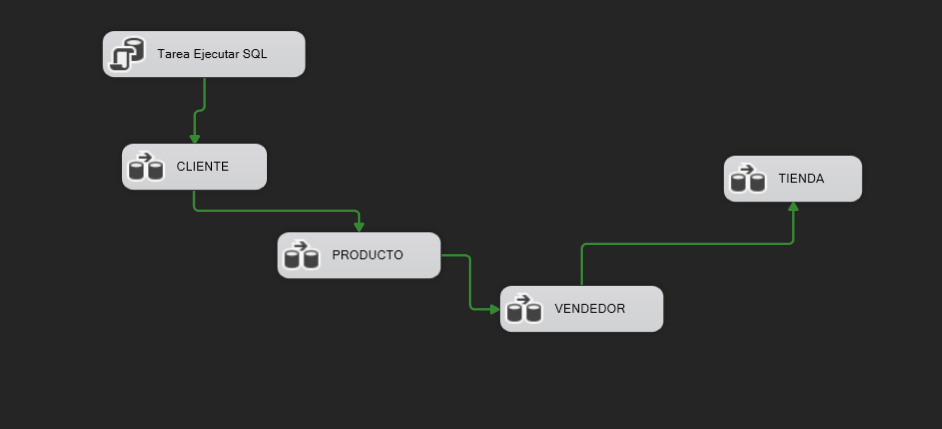 Tarea Ejecutar SQL
CLIENTE
PRODUCTO
VENDEDOR
TIENDA